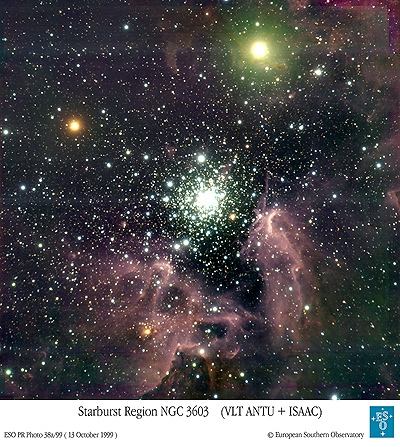 Starburst Region NGC 3603 (VLT ANTU + ISAAC)
ESO PR Photo 38a/99 ( 13 October 1999 )
© European Southern Observatory
ESO